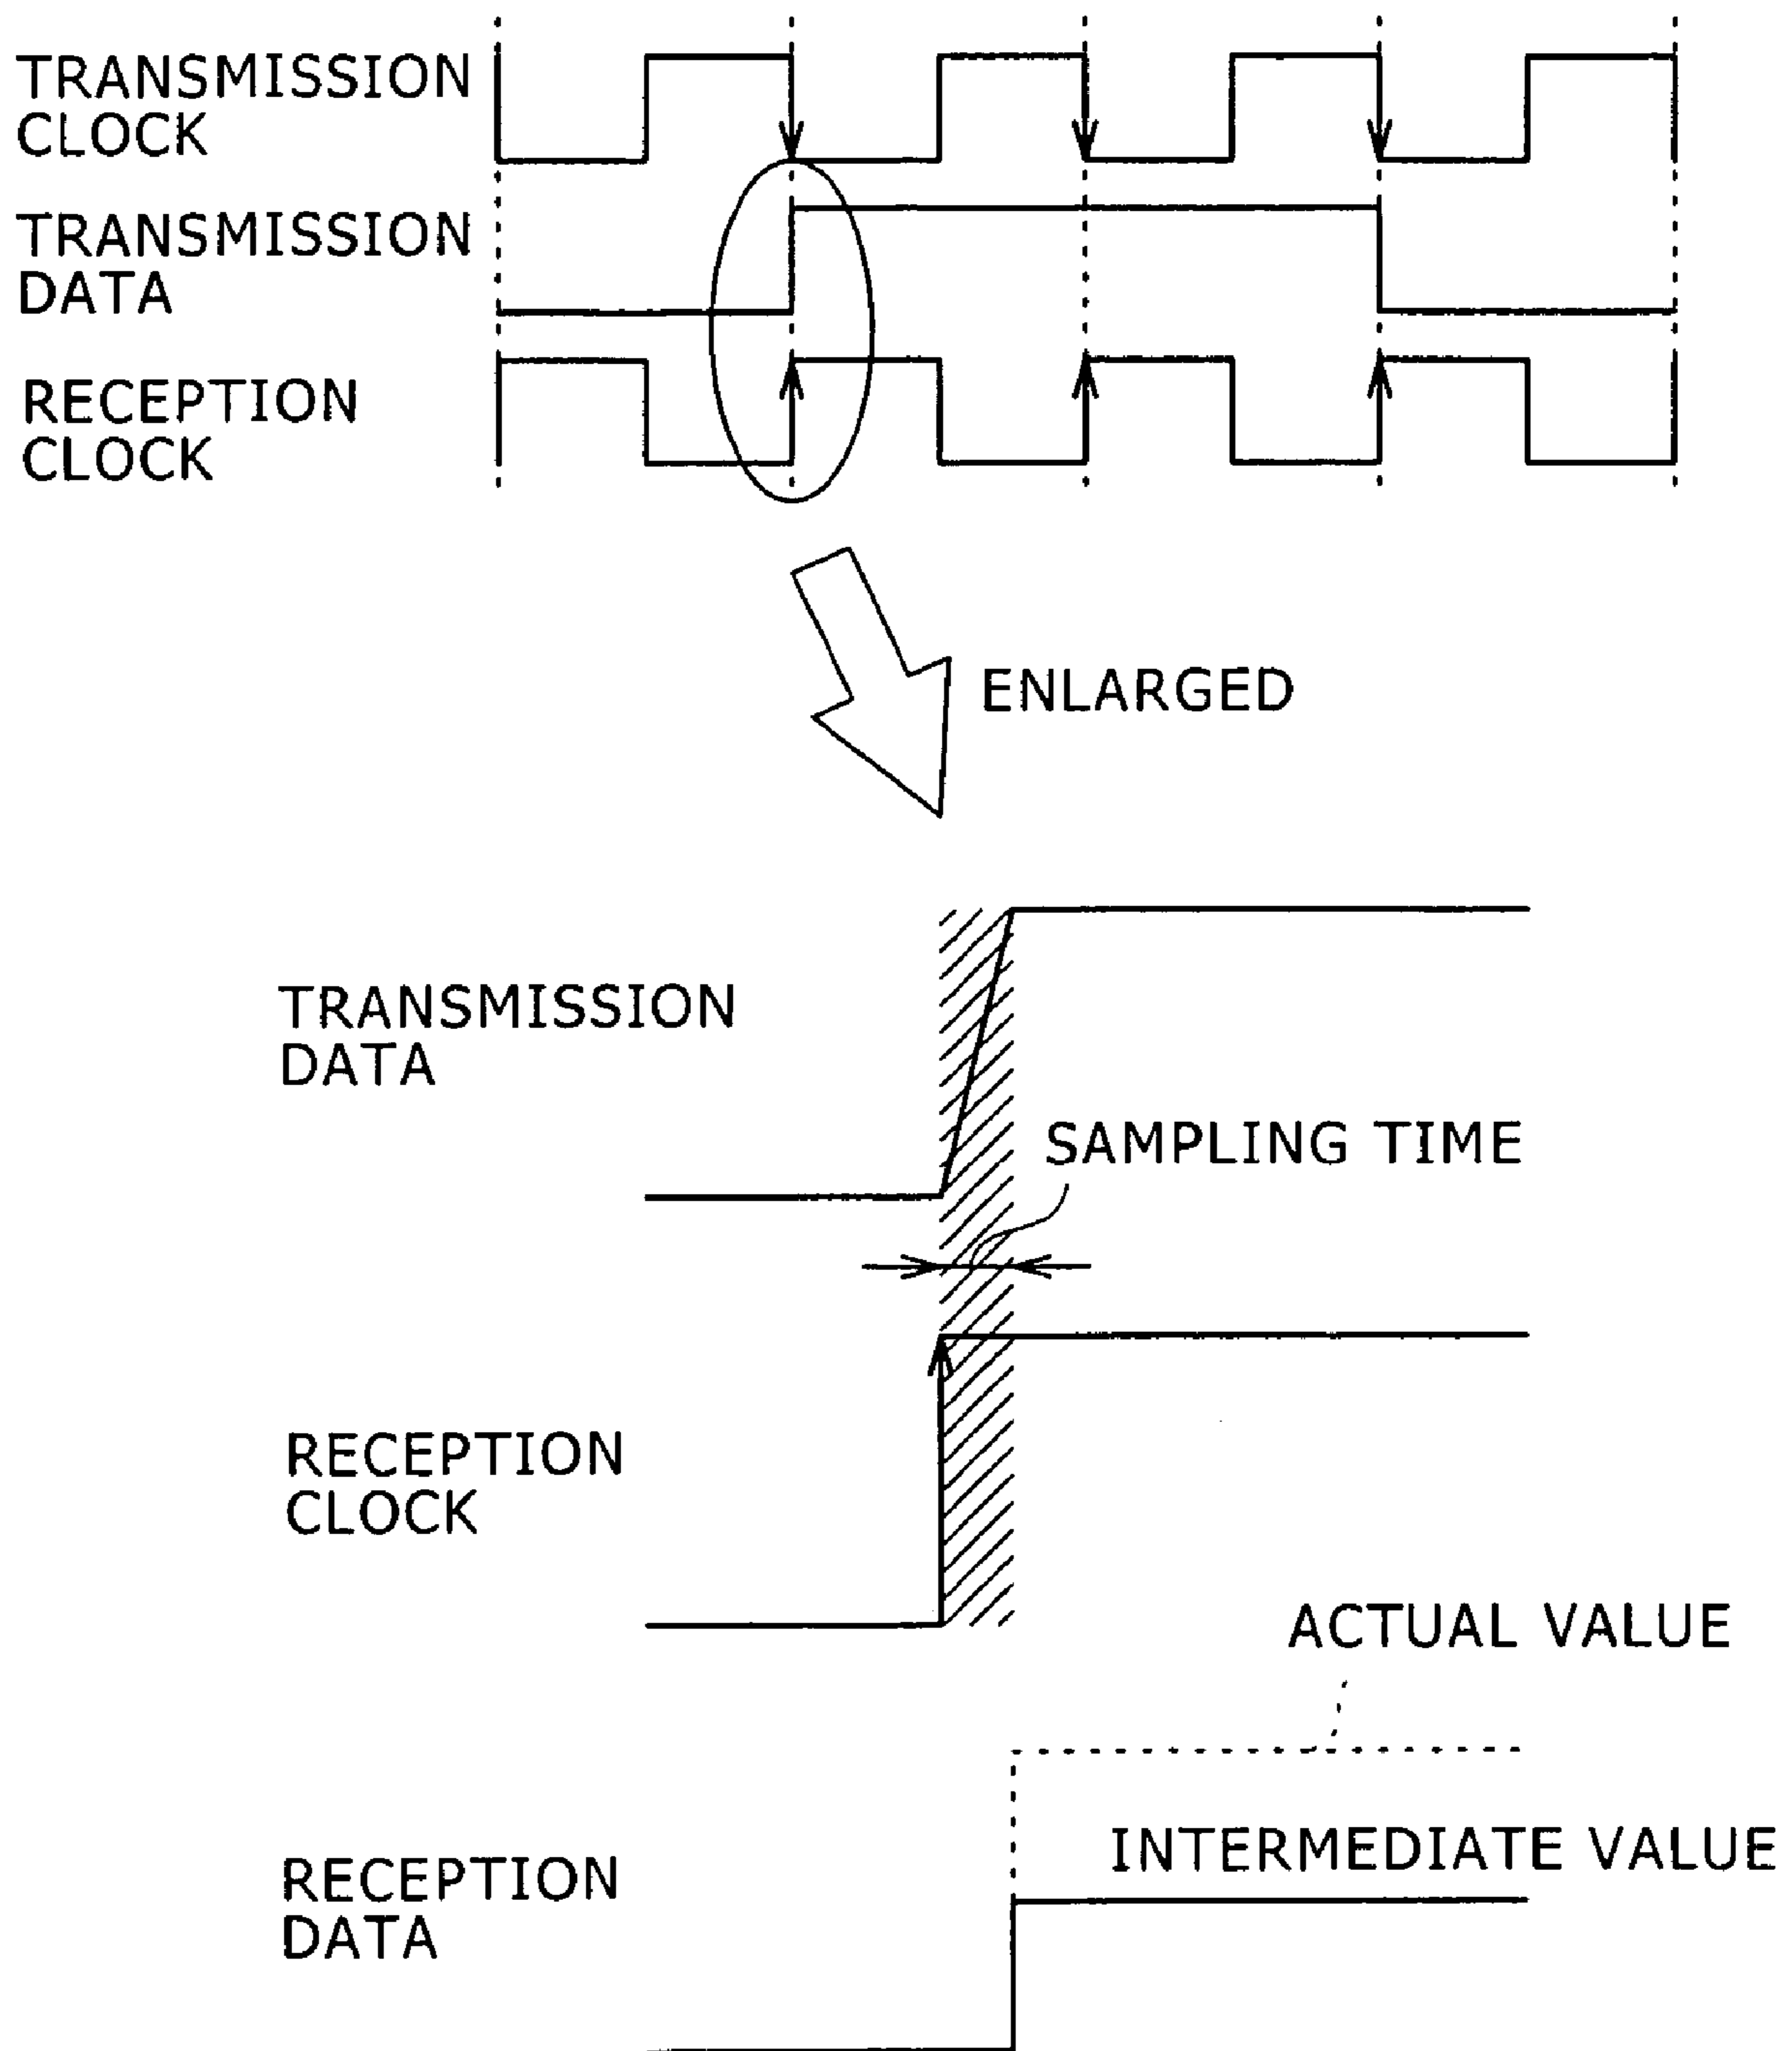 TRANSMISSION
CLOCK
TRANSMISSION
DATA
RECEPTION
CLOCK
ENLARGED
TRANSMISSION
DATA
SAMPLING TIME
RECEPTION
CLOCK
ACTUAL VALUE
INTERMEDIATE VALUE
RECEPTION
DATA